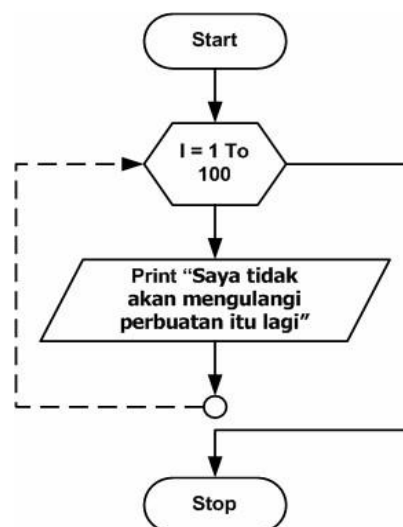 Start
I = 1 To
100
Print “Saya tidak
akan mengulangi
perbuatan itu lagi”
Stop